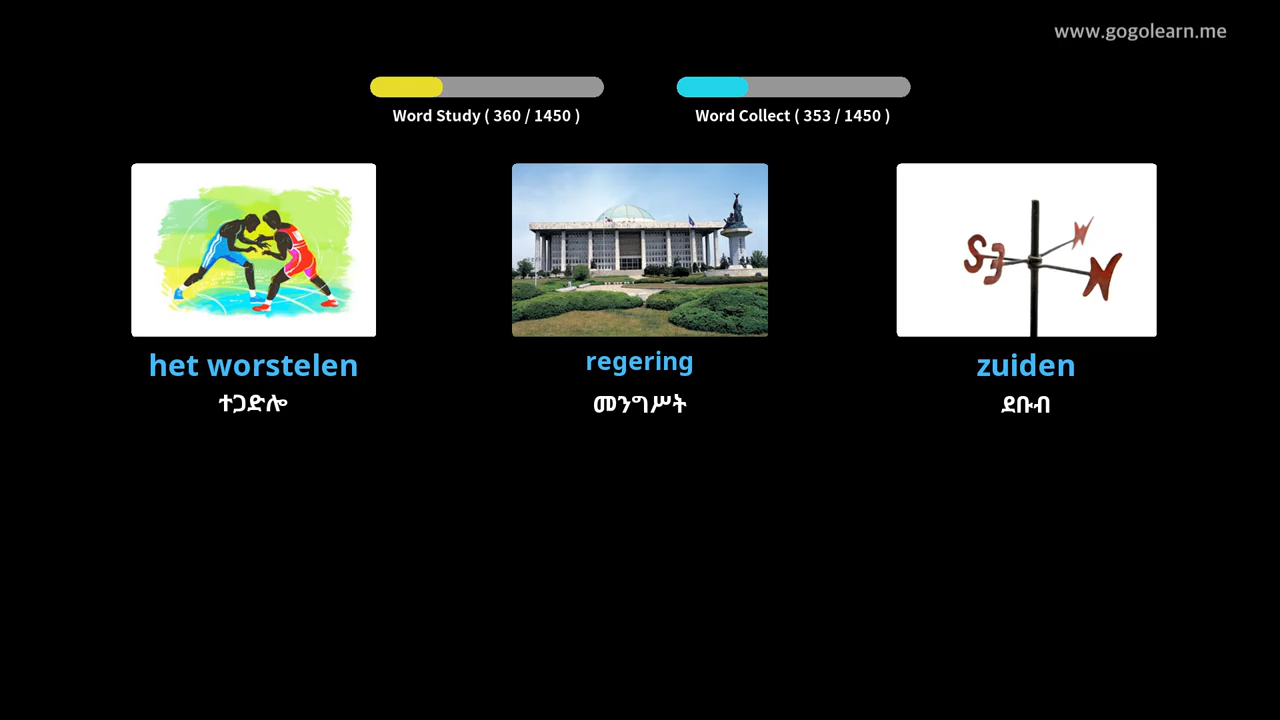 www.gogolearn.me
Word Study ( 360 / 1450 )
Word Collect ( 353 / 1450 )
het worstelen
regering
zuiden
ተጋድሎ
መንግሥት
ደቡብ